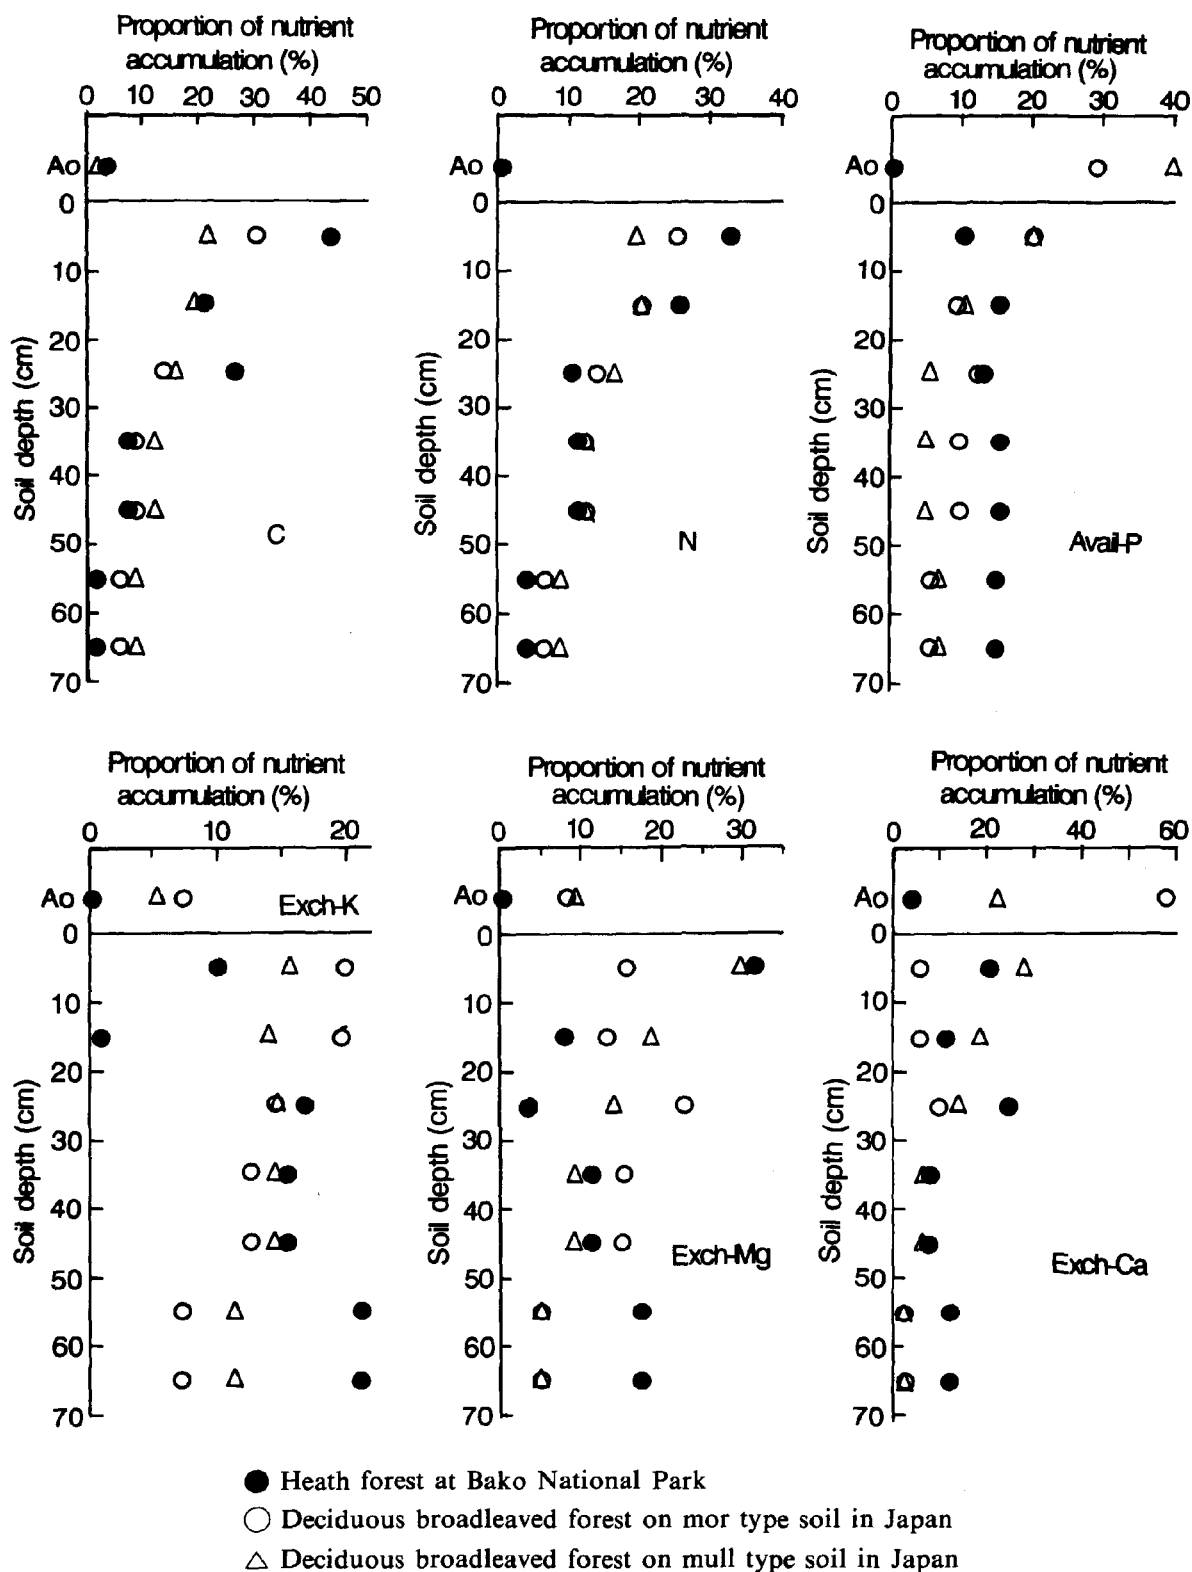 Proportion of nutrient
accumulation (%)
0 10 20 30 40 50
Ao
0
10
20
30
40
50
60
70
Soil depth (cm)
C
Proportion of nutrient
accumulation (%)
0 10 20 30 40
Ao
0
10
20
30
40
50
60
70
Soil depth (cm)
N
Proportion of nutrient
accumulation (%)
0 10 20 30 40
Ao
0
10
20
30
40
50
60
70
Soil depth (cm)
Avail-P
Proportion of nutrient
accumulation (%)
0 10 20
Ao
0
10
20
30
40
50
60
70
Soil depth (cm)
Exch-K
Proportion of nutrient
accumulation (%)
0 10 20 30
Ao
0
10
20
30
40
50
60
70
Soil depth (cm)
Exch-Mg
Proportion of nutrient
accumulation (%)
0 20 40 60
Ao
0
10
20
30
40
50
60
70
Soil depth (cm)
Exch-Ca
Heath forest at Bako National Park
Deciduous broadleaved forest on mor type soil in Japan
Deciduous broadleaved forest on mull type soil in Japan